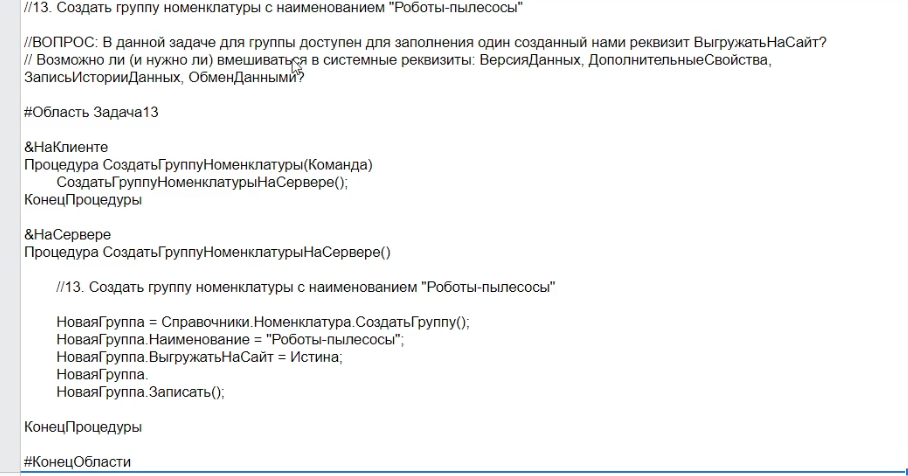 //13. Создать группу номенклатуры с наименованием "Роботы-пылесосы"
//ВОПРОС: В данной задаче для группы доступен для заполнения один созданный нами реквизит ВыгружатьНаСайт?
// Возможно ли (и нужно ли) вмешиваться в системные реквизиты: ВерсияДанных, ДополнительныеСвойства,
ЗаписьИсторииДанных, ОбменДанными?
#Область Задача13
&НаКлиенте
Процедура СоздатьГруппуНоменклатуры(Команда)
СоздатьГруппуНоменклатурыНаСервере();
КонецПроцедуры
&НаСервере
Процедура СоздатьГруппуНоменклатурыНаСервере()
//13. Создать группу номенклатуры с наименованием "Роботы-пылесосы"
НоваяГруппа = Справочники.Номенклатура.СоздатьГруппу();
НоваяГруппа.Наименование = "Роботы-пылесосы";
НоваяГруппа.ВыгружатьНаСайт = Истина;
НоваяГруппа.
НоваяГруппа.Записать();
КонецПроцедуры
#КонецОбласти